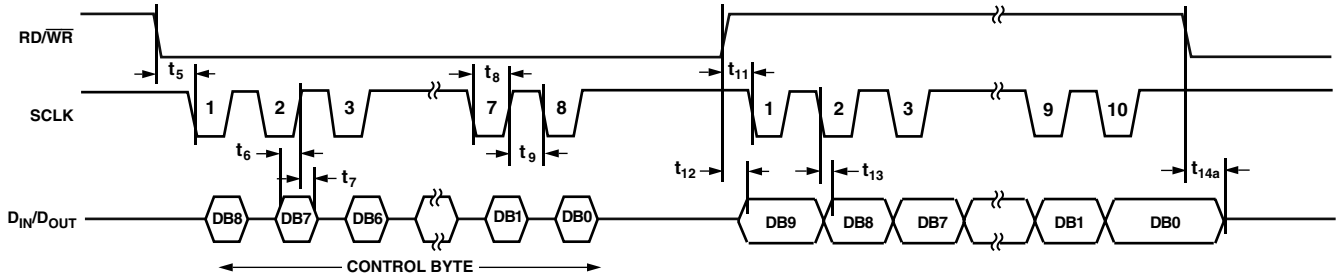 RD/WR
t5 t8 t11
SCLK 1 2 3 7 8 1 2 3 9 10
t6 t7 t9 t12 t13 t14a
DIN/DOUT DB8 DB7 DB6 DB1 DB0 DB9 DB8 DB7 DB1 DB0
CONTROL BYTE